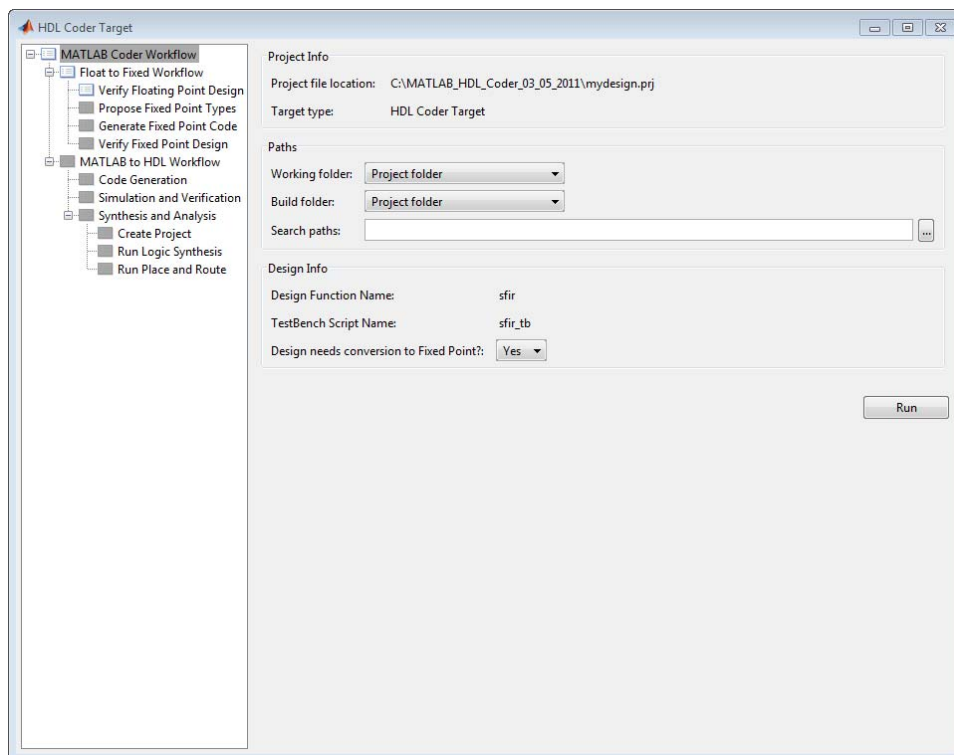 HDL Coder Target
MATLAB Coder Workflow
Float to Fixed Workflow
Verify Floating Point Design
Propose Fixed Point Types
Generate Fixed Point Code
Verify Fixed Point Design
MATLAB to HDL Workflow
Code Generation
Simulation and Verification
Synthesis and Analysis
Create Project
Run Logic Synthesis
Run Place and Route
Project Info
Project file location: C:\MATLAB_HDL_Coder_03_05_2011\mydesign.prj
Target type: HDL Coder Target
Paths
Working folder: Project folder
Build folder: Project folder
Search paths: ...
Design Info
Design Function Name: sfir
TestBench Script Name: sfir_tb
Design needs conversion to Fixed Point?: Yes
Run